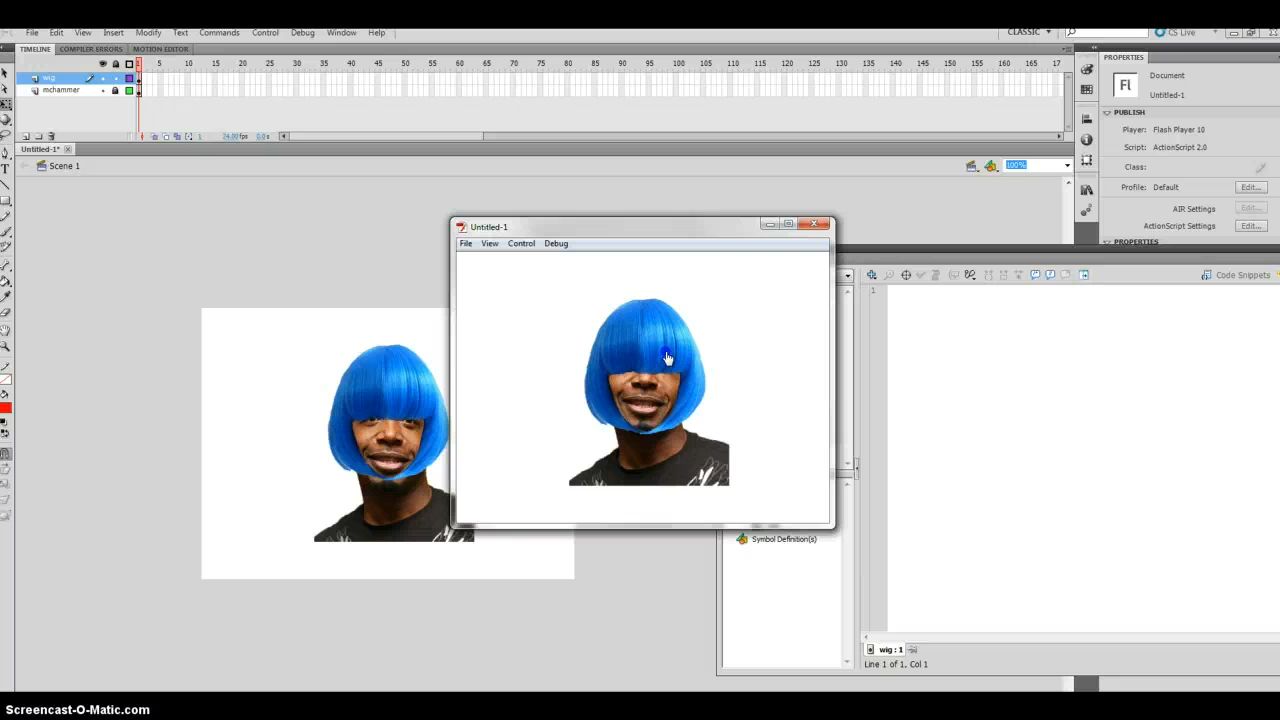 File Edit View Insert Modify Text Commands Control Debug Window Help CLASSIC CS Live
TIMELINE COMPILER ERRORS MOTION EDITOR
1 5 10 15 20 25 30 35 40 45 50 55 60 65 70 75 80 85 90 95 100 105 110 115 120 125 130 135 140 145 150 155 160 165 17
wig
mchammer
1 24.00fps 0.0s
Untitled-1*
Scene 1 100%
PROPERTIES
Fl Document
Untitled-1
PUBLISH
Player: Flash Player 10
Script: ActionScript 2.0
Class:
Profile: Default Edit...
AIR Settings Edit...
ActionScript Settings Edit...
PROPERTIES
Untitled-1
File View Control Debug
Code Snippets
1
Symbol Definition(s)
wig : 1
Line 1 of 1, Col 1
Screencast-O-Matic.com